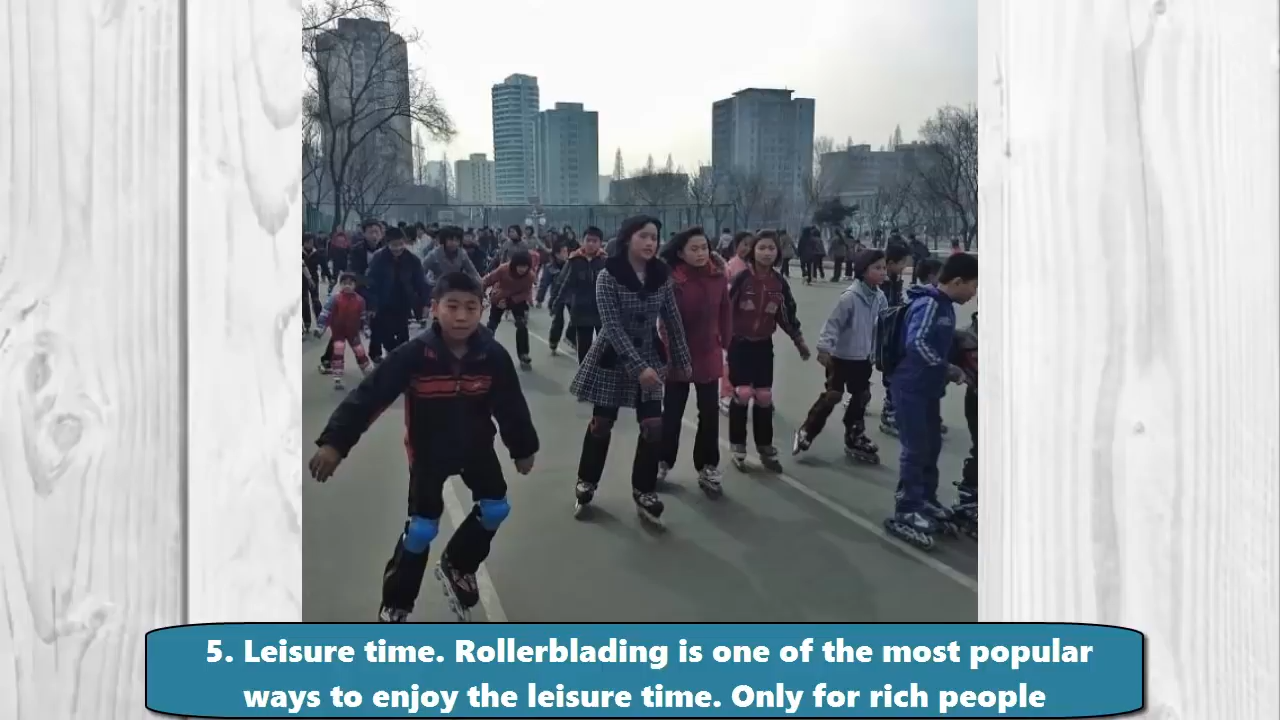 5. Leisure time. Rollerblading is one of the most popular
ways to enjoy the leisure time. Only for rich people